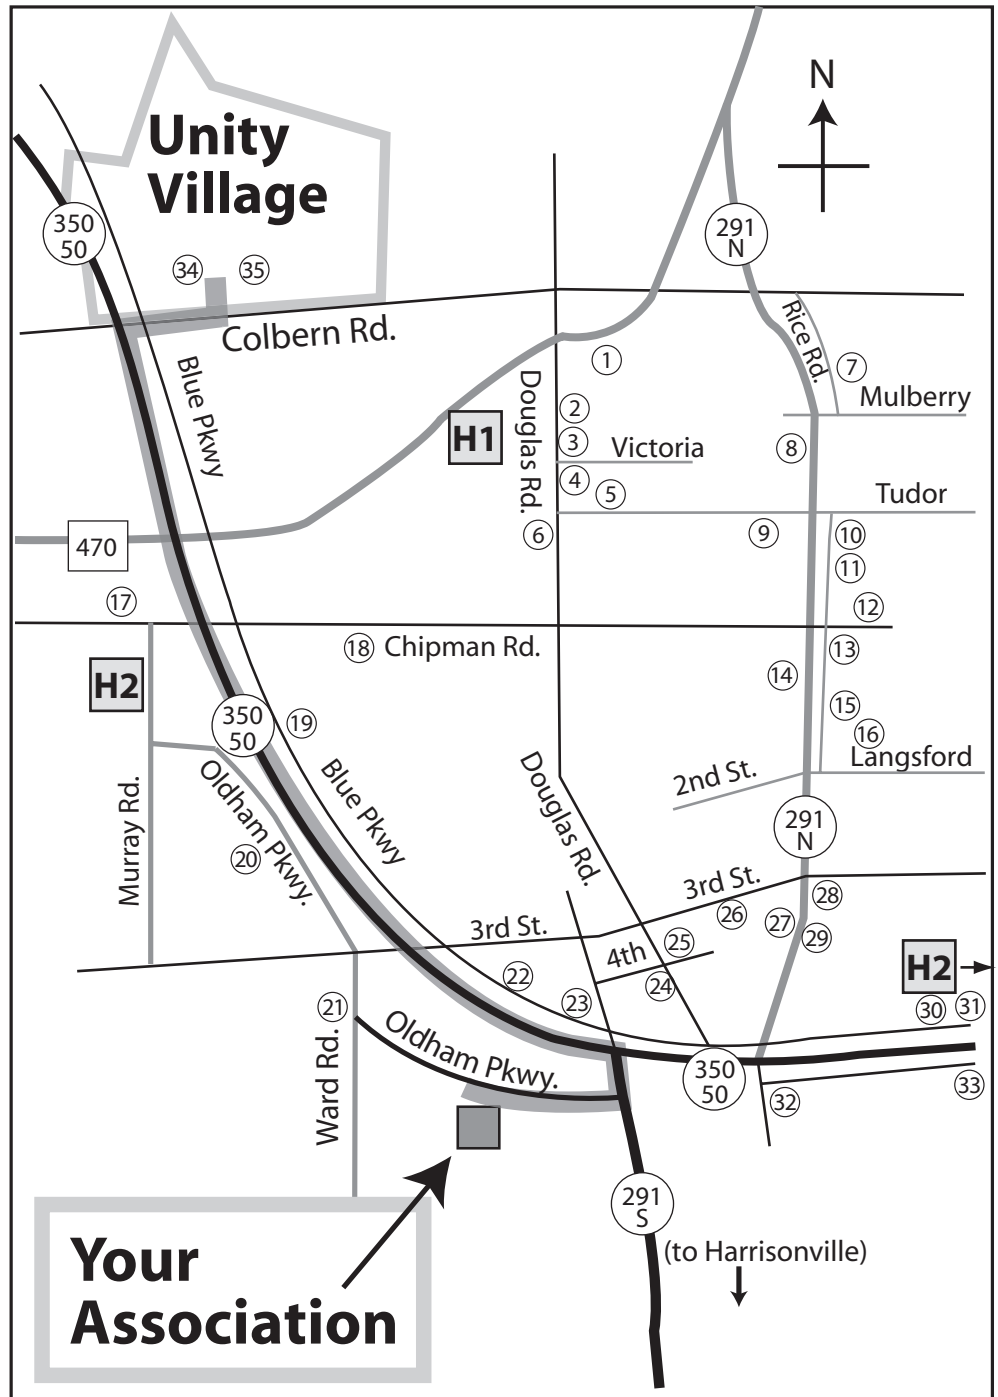 N
Unity
Village
350
50
291
N
34
35
Colbern Rd.
Rice Rd.
1
7
Blue Pkwy
Douglas Rd.
Mulberry
2
H1
3
Victoria
8
4
5
Tudor
6
9
10
470
11
17
12
18
Chipman Rd.
13
H2
14
15
350
50
19
16
Langsford
2nd St.
Oldham Pkwy.
Blue Pkwy
Douglas Rd.
Murray Rd.
291
N
20
3rd St.
28
26
27
3rd St.
29
25
4th
H2
22
24
21
23
30
31
Oldham Pkwy.
Ward Rd.
350
50
32
33
291
S
Your
Association
(to Harrisonville)